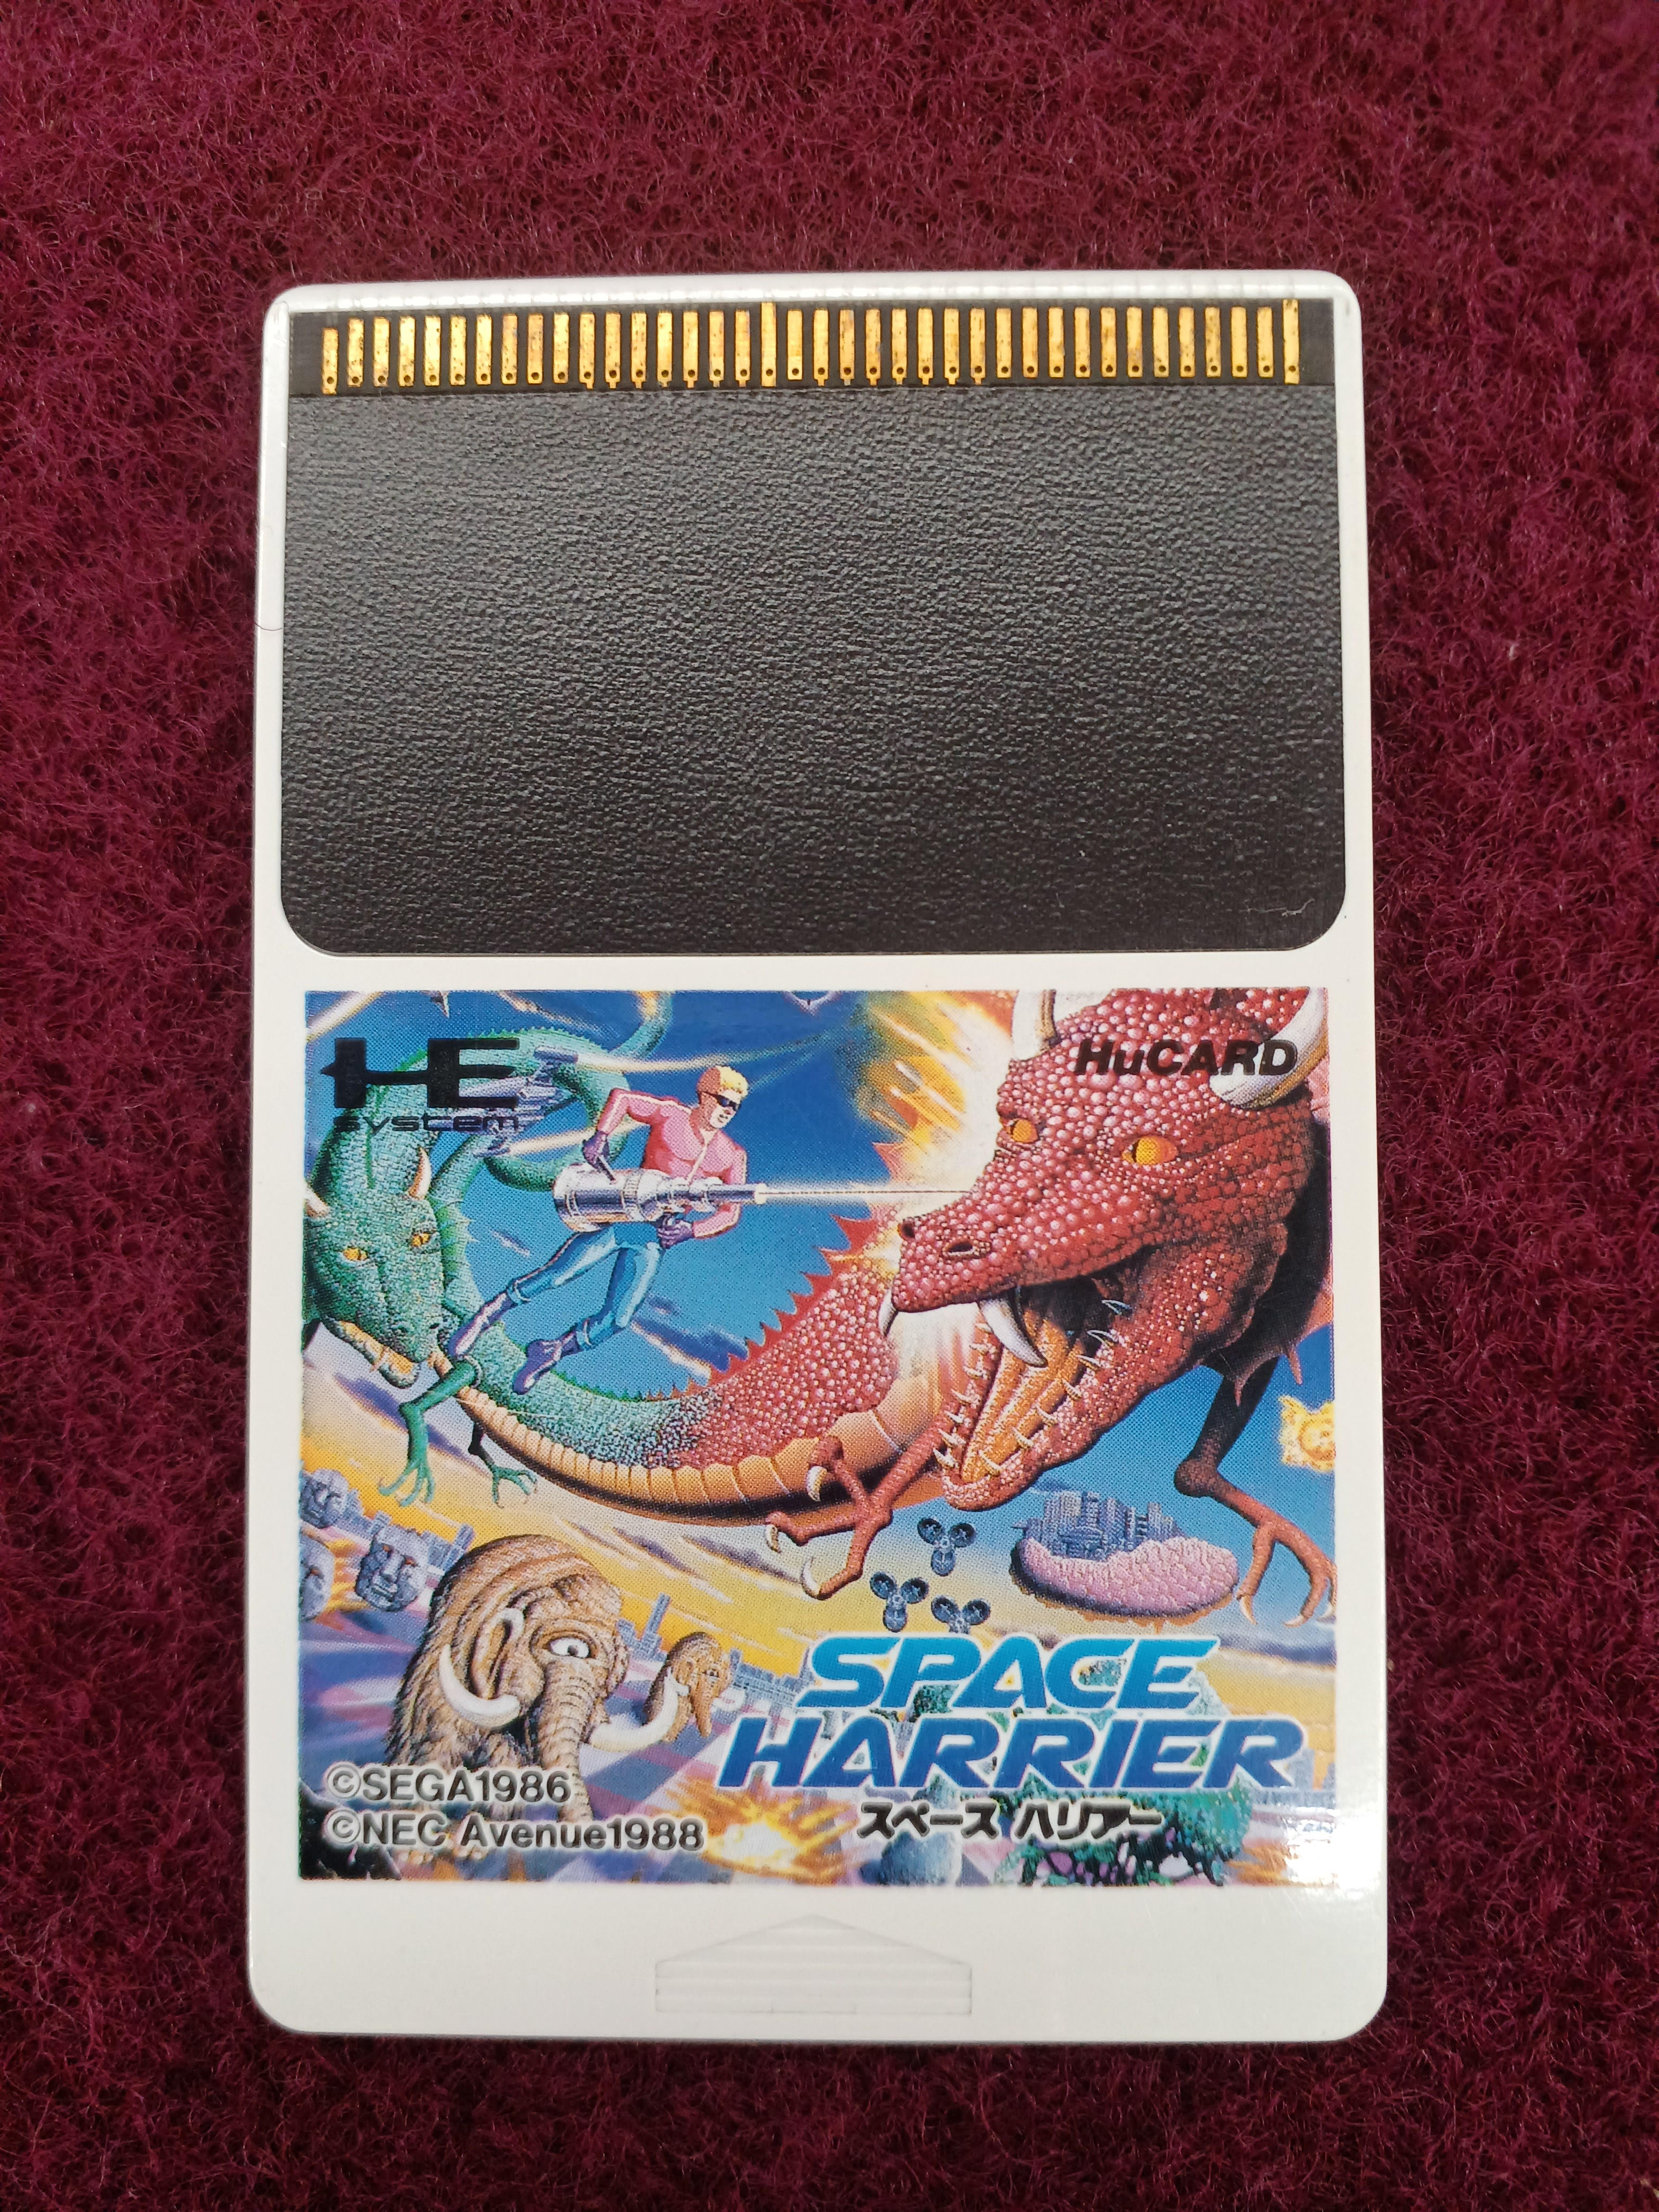 HE
system
HuCARD
SPACE
HARRIER
スペース ハリアー
©SEGA1986
©NEC Avenue1988